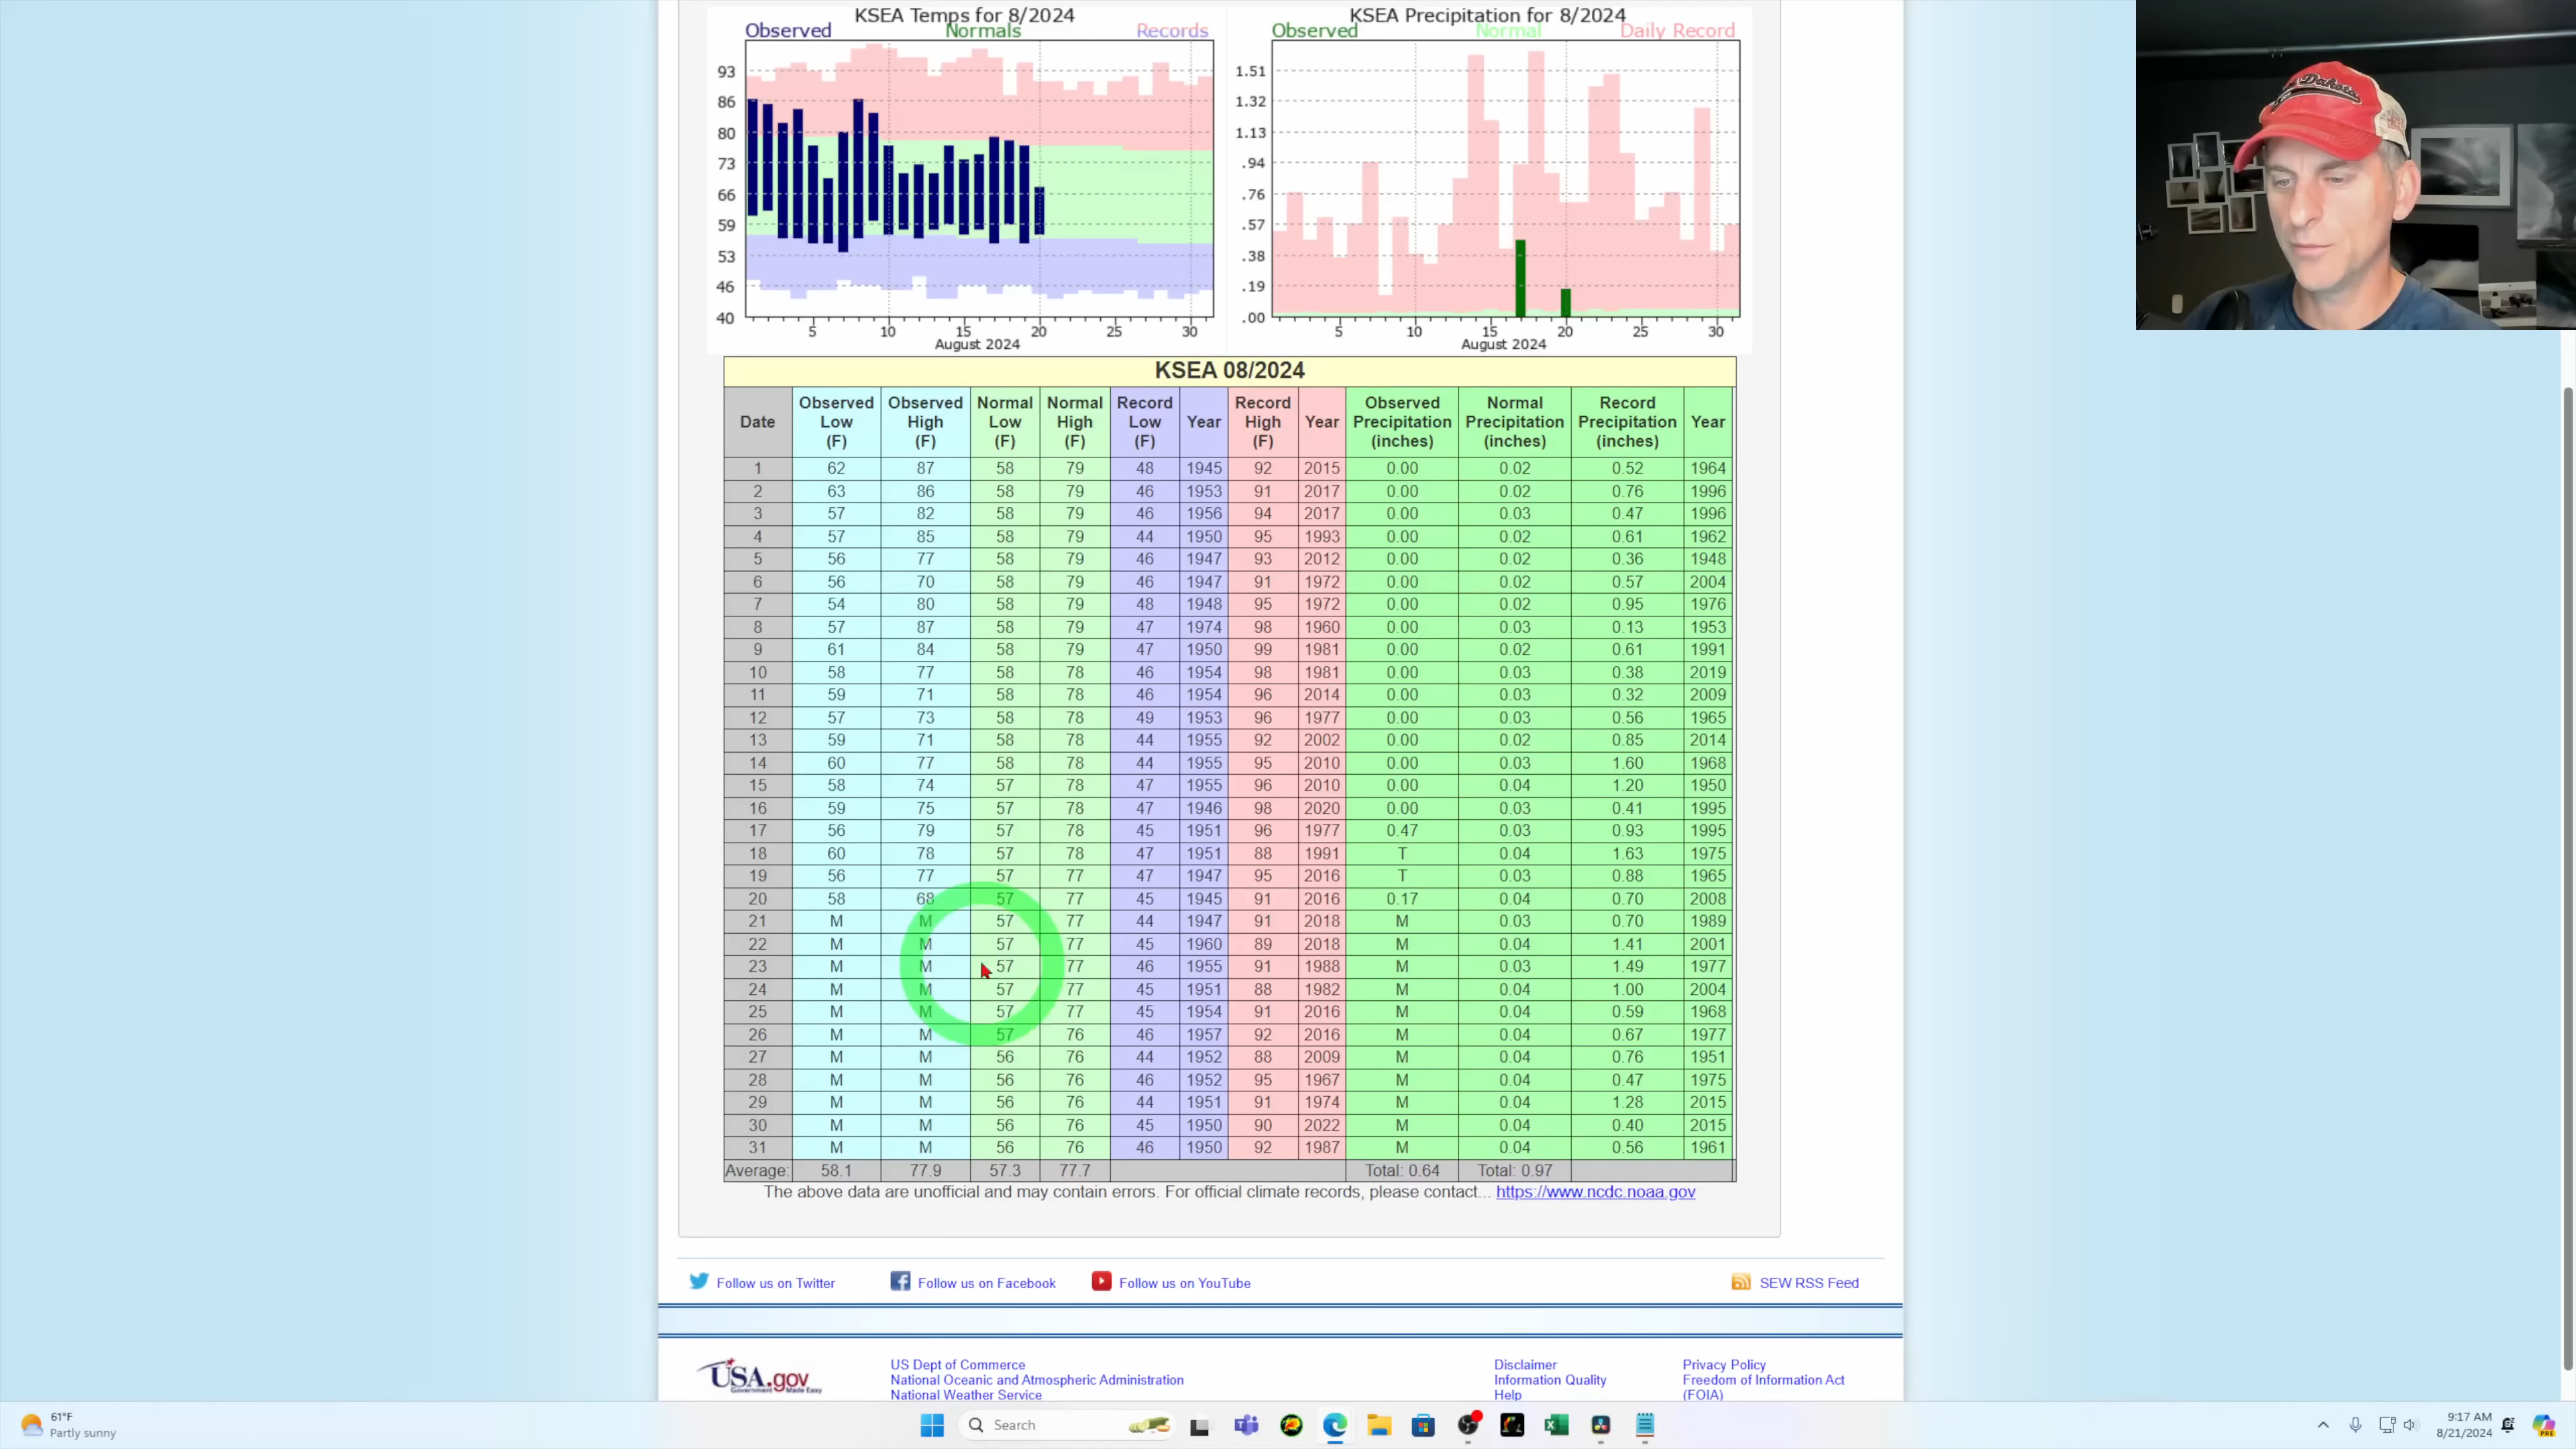 KSEA Temps for 8/2024
Observed Normals Records
93
86
80
73
66
59
53
46
40
5 10 15 20 25 30
August 2024
KSEA Precipitation for 8/2024
Observed Normal Daily Record
1.51
1.32
1.13
.94
.76
.57
.38
.19
.00
5 10 15 20 25 30
August 2024
Dakota
KSEA 08/2024
Date Observed Low (F) Observed High (F) Normal Low (F) Normal High (F) Record Low (F) Year Record High (F) Year Observed Precipitation (inches) Normal Precipitation (inches) Record Precipitation (inches) Year
1 62 87 58 79 48 1945 92 2015 0.00 0.02 0.52 1964
2 63 86 58 79 46 1953 91 2017 0.00 0.02 0.76 1996
3 57 82 58 79 46 1956 94 2017 0.00 0.03 0.47 1996
4 57 85 58 79 44 1950 95 1993 0.00 0.02 0.61 1962
5 56 77 58 79 46 1947 93 2012 0.00 0.02 0.36 1948
6 56 70 58 79 46 1947 91 1972 0.00 0.02 0.57 2004
7 54 80 58 79 48 1948 95 1972 0.00 0.02 0.95 1976
8 57 87 58 79 47 1974 98 1960 0.00 0.03 0.13 1953
9 61 84 58 79 47 1950 99 1981 0.00 0.02 0.61 1991
10 58 77 58 78 46 1954 98 1981 0.00 0.03 0.38 2019
11 59 71 58 78 46 1954 96 2014 0.00 0.03 0.32 2009
12 57 73 58 78 49 1953 96 1977 0.00 0.03 0.56 1965
13 59 71 58 78 44 1955 92 2002 0.00 0.02 0.85 2014
14 60 77 58 78 44 1955 95 2010 0.00 0.03 1.60 1968
15 58 74 57 78 47 1955 96 2010 0.00 0.04 1.20 1950
16 59 75 57 78 47 1946 98 2020 0.00 0.03 0.41 1995
17 56 79 57 78 45 1951 96 1977 0.47 0.03 0.93 1995
18 60 78 57 78 47 1951 88 1991 T 0.04 1.63 1975
19 56 77 57 77 47 1947 95 2016 T 0.03 0.88 1965
20 58 68 57 77 45 1945 91 2016 0.17 0.04 0.70 2008
21 M M 57 77 44 1947 91 2018 M 0.03 0.70 1989
22 M M 57 77 45 1960 89 2018 M 0.04 1.41 2001
23 M M 57 77 46 1955 91 1988 M 0.03 1.49 1977
24 M M 57 77 45 1951 88 1982 M 0.04 1.00 2004
25 M M 57 77 45 1954 91 2016 M 0.04 0.59 1968
26 M M 57 76 46 1957 92 2016 M 0.04 0.67 1977
27 M M 56 76 44 1952 88 2009 M 0.04 0.76 1951
28 M M 56 76 46 1952 95 1967 M 0.04 0.47 1975
29 M M 56 76 44 1951 91 1974 M 0.04 1.28 2015
30 M M 56 76 45 1950 90 2022 M 0.04 0.40 2015
31 M M 56 76 46 1950 92 1987 M 0.04 0.56 1961
Average: 58.1 77.9 57.3 77.7 Total: 0.64 Total: 0.97
The above data are unofficial and may contain errors. For official climate records, please contact... https://www.ncdc.noaa.gov
Follow us on Twitter Follow us on Facebook Follow us on YouTube SEW RSS Feed
USA.gov
Government Made Easy
US Dept of Commerce
National Oceanic and Atmospheric Administration
National Weather Service
Disclaimer
Information Quality
Help
Privacy Policy
Freedom of Information Act
(FOIA)
61°F
Partly sunny
Search
9:17 AM
8/21/2024
PRE